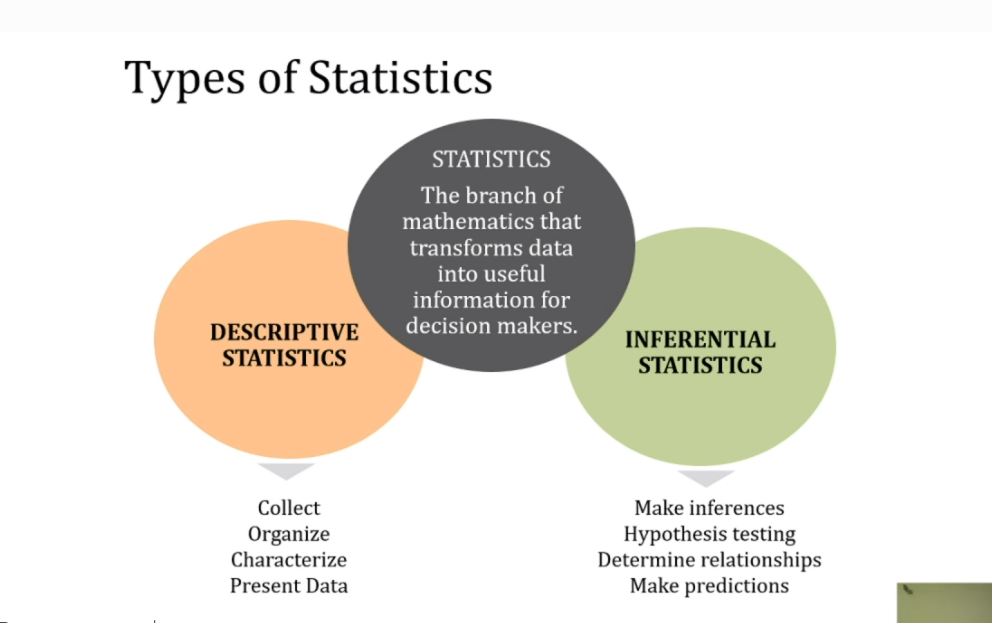 Types of Statistics
STATISTICS
The branch of
mathematics that
transforms data
into useful
information for
decision makers.
DESCRIPTIVE
STATISTICS
INFERENTIAL
STATISTICS
Collect
Organize
Characterize
Present Data
Make inferences
Hypothesis testing
Determine relationships
Make predictions